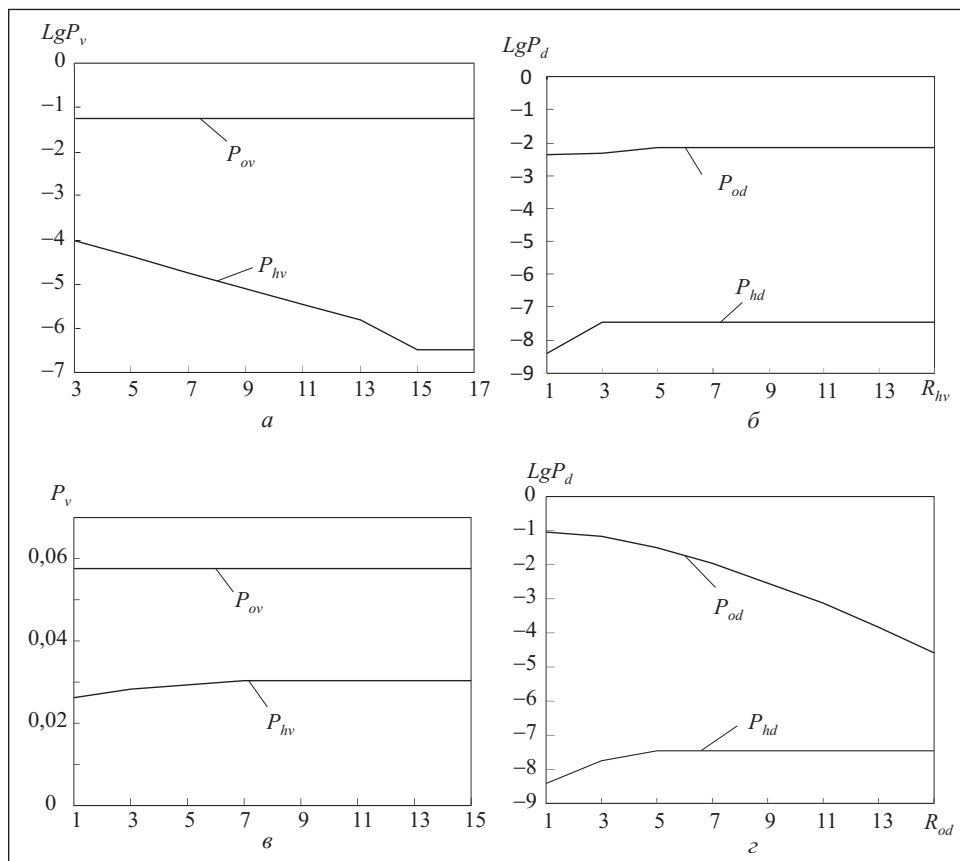 LgPv
0
–1
–2
–3
–4
–5
–6
–7
Pov
Phv
3 5 7 9 11 13 15 17
а
LgPd
0
–1
–2
–3
–4
–5
–6
–7
–8
–9
Pod
Phd
1 3 5 7 9 11 13 Rhv
б
Pv
0,06
0,04
0,02
0
Pov
Phv
1 3 5 7 9 11 13 15
в
LgPd
0
–1
–2
–3
–4
–5
–6
–7
–8
–9
Pod
Phd
1 3 5 7 9 11 13 Rod
г